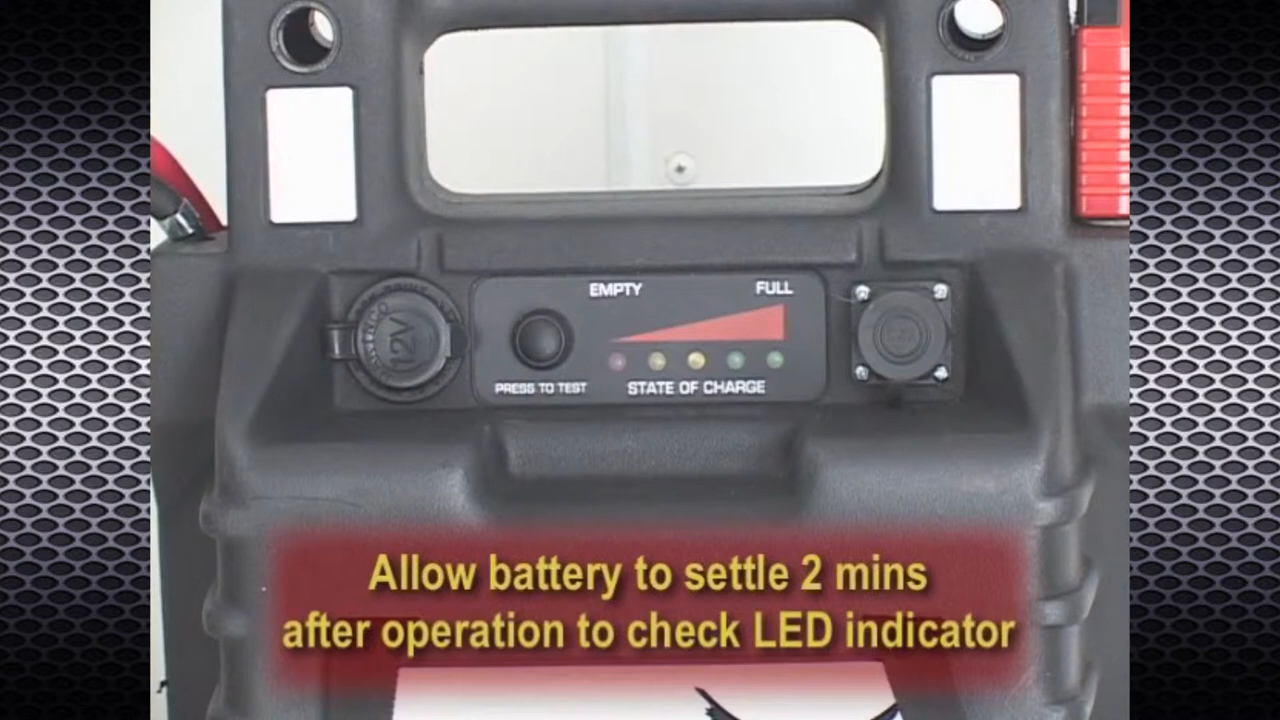 EMPTY FULL
12V
PRESS TO TEST
STATE OF CHARGE
Allow battery to settle 2 mins
after operation to check LED indicator